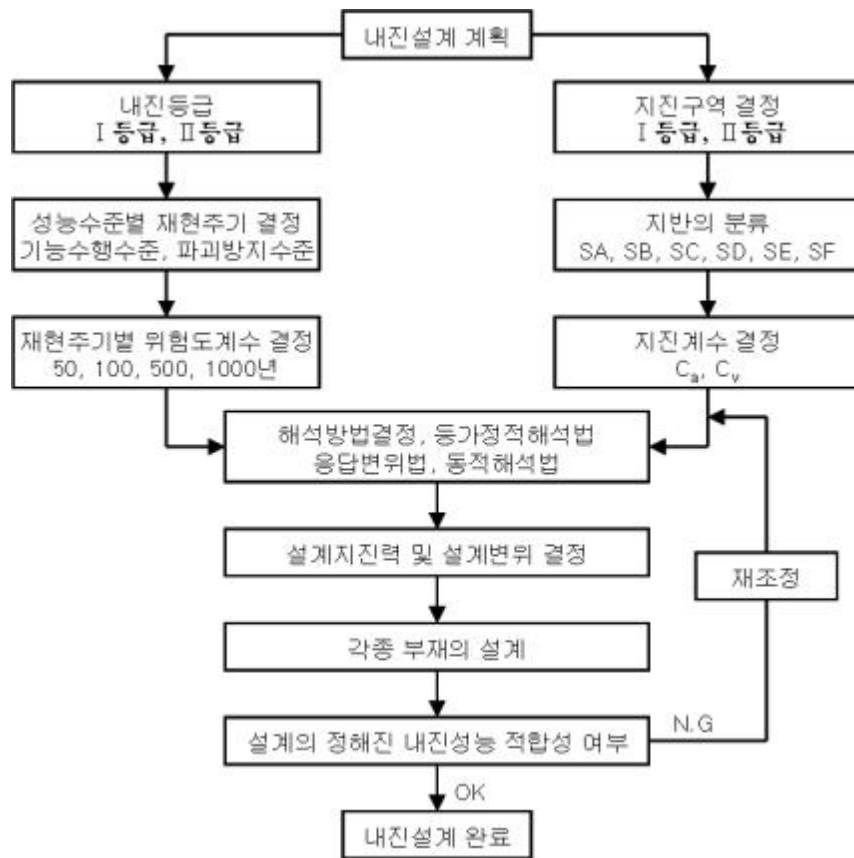 내진설계 계획
내진등급
Ⅰ등급, Ⅱ등급
지진구역 결정
Ⅰ등급, Ⅱ등급
성능수준별 재현주기 결정
기능수행수준, 파괴방지수준
지반의 분류
SA, SB, SC, SD, SE, SF
재현주기별 위험도계수 결정
50, 100, 500, 1000년
지진계수 결정
Ca, Cv
해석방법결정, 등가정적해석법
응답변위법, 동적해석법
설계지진력 및 설계변위 결정
재조정
각종 부재의 설계
설계의 정해진 내진성능 적합성 여부
N.G
OK
내진설계 완료